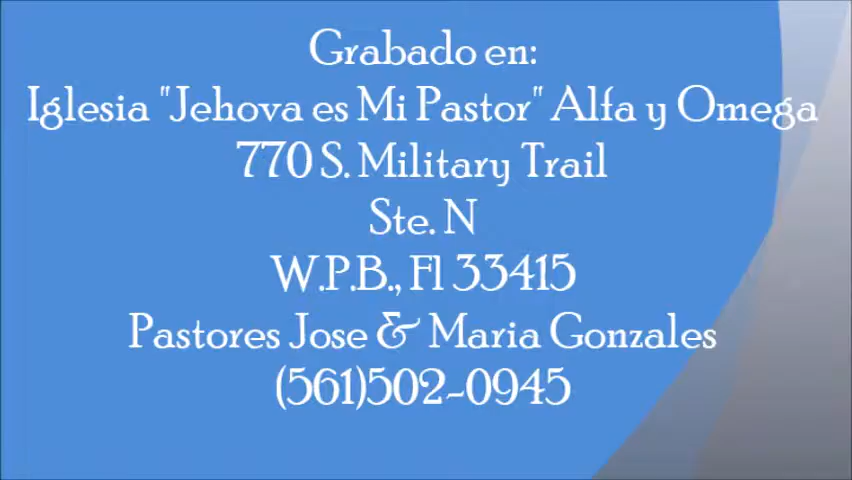 Grabado en:
Iglesia "Jehova es Mi Pastor" Alfa y Omega
770 S. Military Trail
Ste. N
W.P.B., Fl 33415
Pastores Jose & Maria Gonzales
(561)502-0945